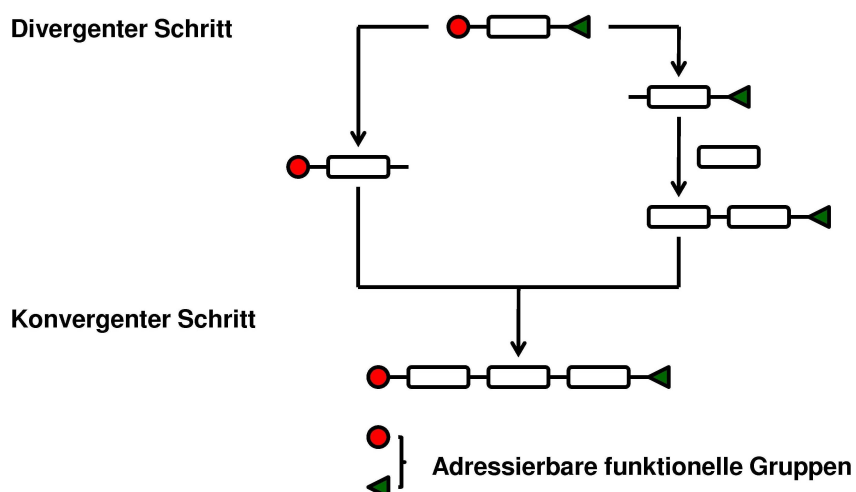 Divergenter Schritt
Konvergenter Schritt
Adressierbare funktionelle Gruppen